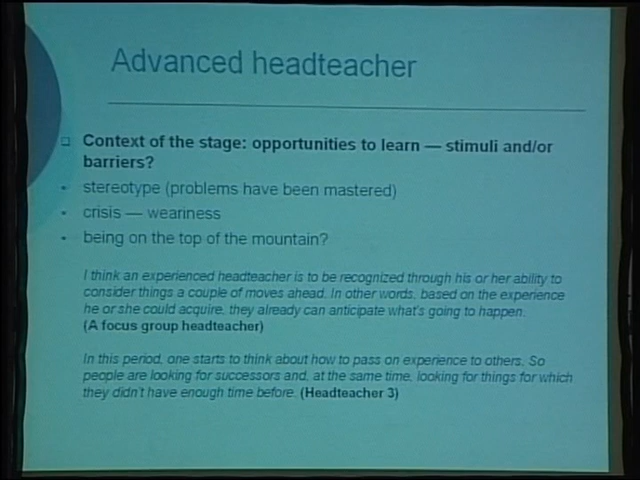 Advanced headteacher
Context of the stage: opportunities to learn — stimuli and/or
barriers?
stereotype (problems have been mastered)
crisis — weariness
being on the top of the mountain?
I think an experienced headteacher is to be recognized through his or her ability to
consider things a couple of moves ahead. In other words, based on the experience
he or she could acquire, they already can anticipate what's going to happen.
(A focus group headteacher)
In this period, one starts to think about how to pass on experience to others. So
people are looking for successors and, at the same time, looking for things for which
they didn't have enough time before. (Headteacher 3)